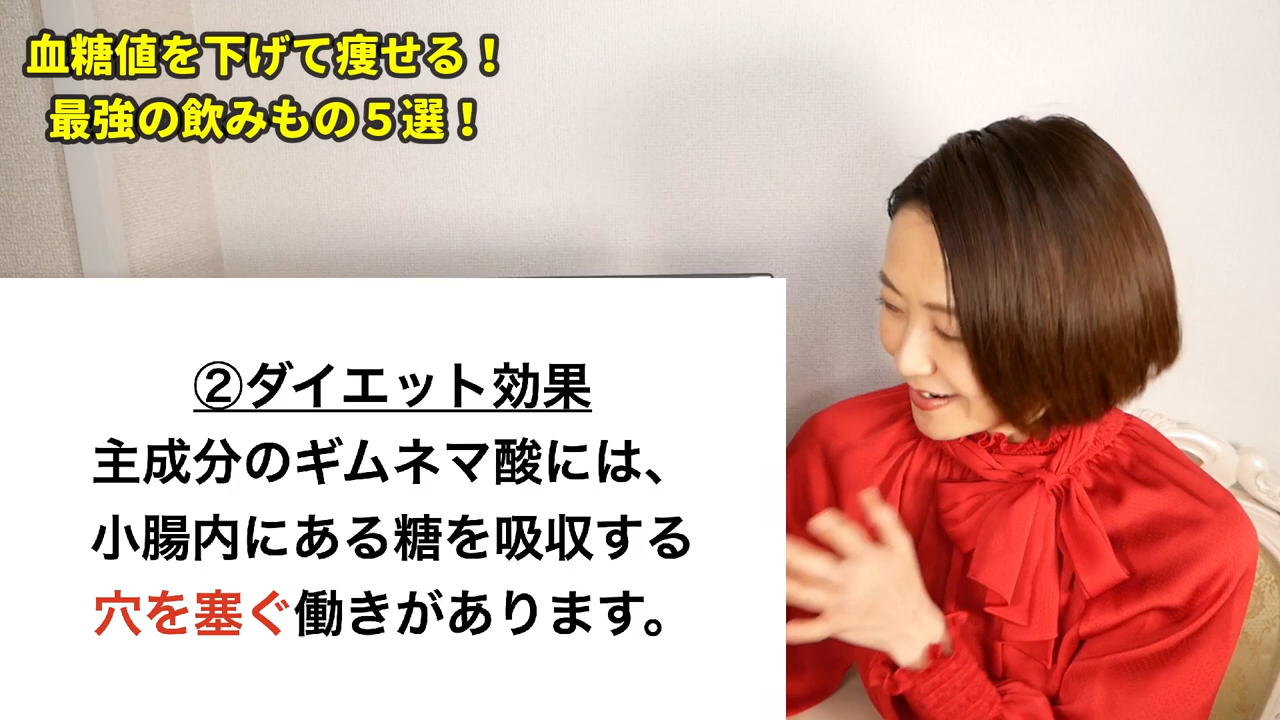 血糖値を下げて痩せる！
最強の飲みもの５選！
②ダイエット効果
主成分のギムネマ酸には、
小腸内にある糖を吸収する
穴を塞ぐ働きがあります。